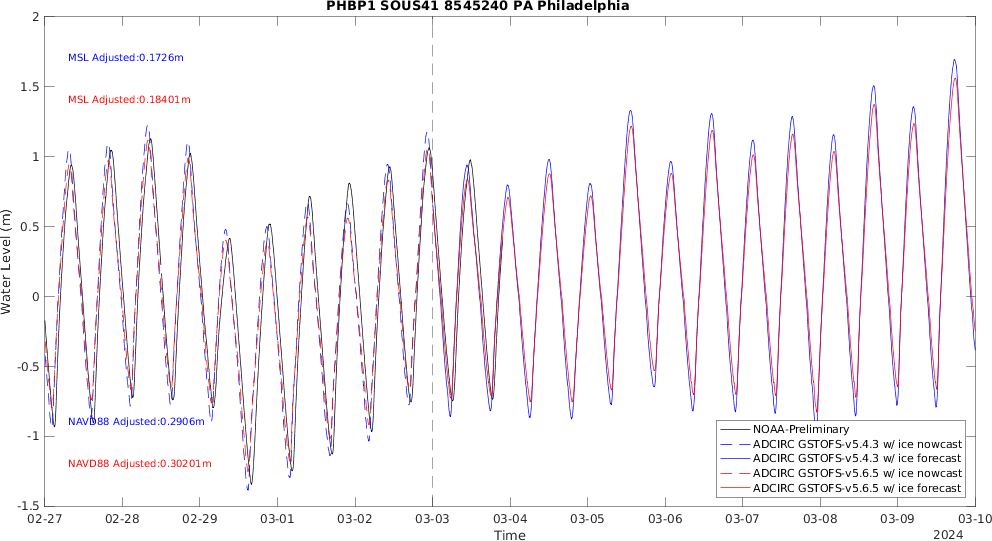 PHBP1 SOUS41 8545240 PA Philadelphia
Water Level (m)
2
1.5
1
0.5
0
-0.5
-1
-1.5
MSL Adjusted:0.1726m
MSL Adjusted:0.18401m
NAVD88 Adjusted:0.2906m
NAVD88 Adjusted:0.30201m
NOAA-Preliminary
ADCIRC GSTOFS-v5.4.3 w/ ice nowcast
ADCIRC GSTOFS-v5.4.3 w/ ice forecast
ADCIRC GSTOFS-v5.6.5 w/ ice nowcast
ADCIRC GSTOFS-v5.6.5 w/ ice forecast
02-27 02-28 02-29 03-01 03-02 03-03 03-04 03-05 03-06 03-07 03-08 03-09 03-10
Time
2024